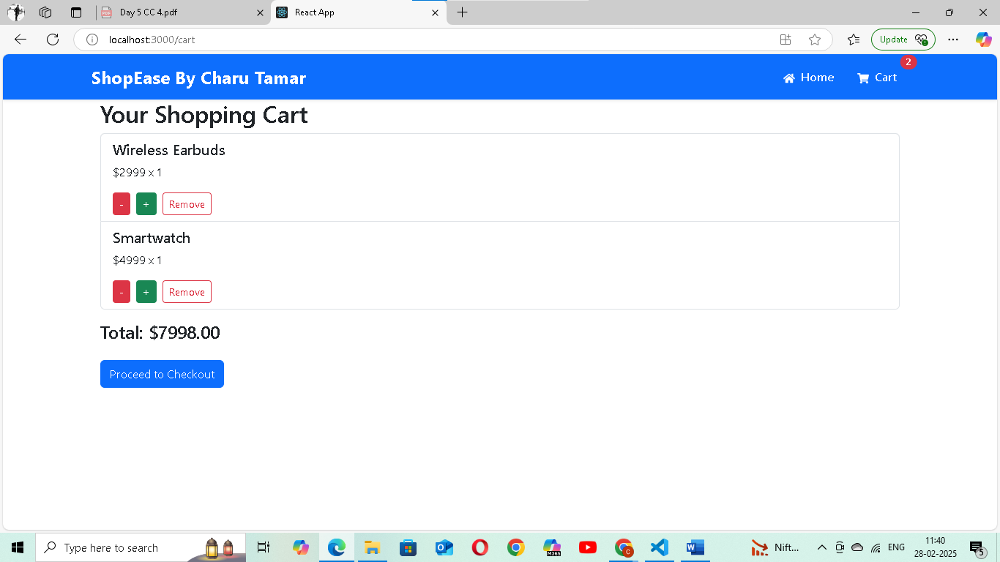 Day 5 CC 4.pdf
React App
localhost:3000/cart
Update
ShopEase By Charu Tamar
Home
Cart
2
Your Shopping Cart
Wireless Earbuds
$2999 x 1
-
+
Remove
Smartwatch
$4999 x 1
-
+
Remove
Total: $7998.00
Proceed to Checkout
Type here to search
M365
C
Nift...
ENG
11:40
28-02-2025
5